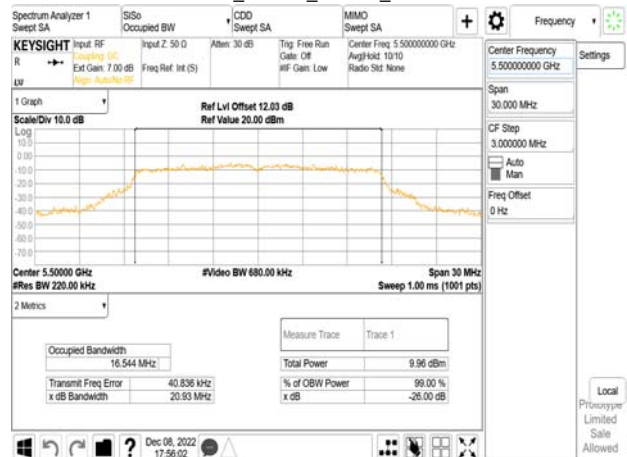 Spectrum Analyzer 1
Swept SA
SISo
Occupied BW
CDD
Swept SA
MIMO
Swept SA
+
Frequency
KEYSIGHT
R
Input: RF
Coupling: DC
Ext Gain: 7.00 dB
Align: Auto/No RF
Input Z: 50 Ω
Freq Ref: Int (S)
Atten: 30 dB
Trig: Free Run
Gate: Off
#IF Gain: Low
Center Freq: 5.500000000 GHz
Avg|Hold: 10/10
Radio Std: None
Center Frequency
5.500000000 GHz
Settings
Span
30.000 MHz
CF Step
3.000000 MHz
Auto
Man
Freq Offset
0 Hz
1 Graph
Scale/Div 10.0 dB
Ref Lvl Offset 12.03 dB
Ref Value 20.00 dBm
Log
10.0
0.00
-10.0
-20.0
-30.0
-40.0
-50.0
-60.0
-70.0
Center 5.50000 GHz
#Res BW 220.00 kHz
#Video BW 680.00 kHz
Span 30 MHz
Sweep 1.00 ms (1001 pts)
2 Metrics
Measure Trace
Trace 1
Occupied Bandwidth
16.544 MHz
Total Power
9.96 dBm
Transmit Freq Error
40.836 kHz
% of OBW Power
99.00 %
x dB Bandwidth
20.93 MHz
x dB
-26.00 dB
Local
Prototype
Limited
Sale
Allowed
?
Dec 08, 2022
17:56:02